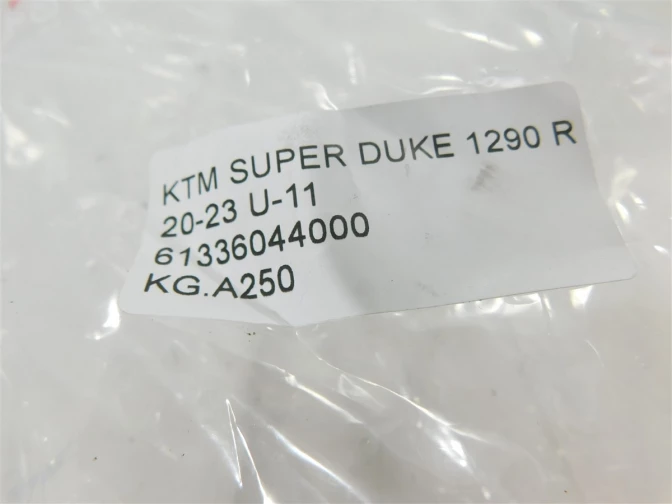 KTM SUPER DUKE 1290 R
20-23 U-11
61336044000
KG.A250